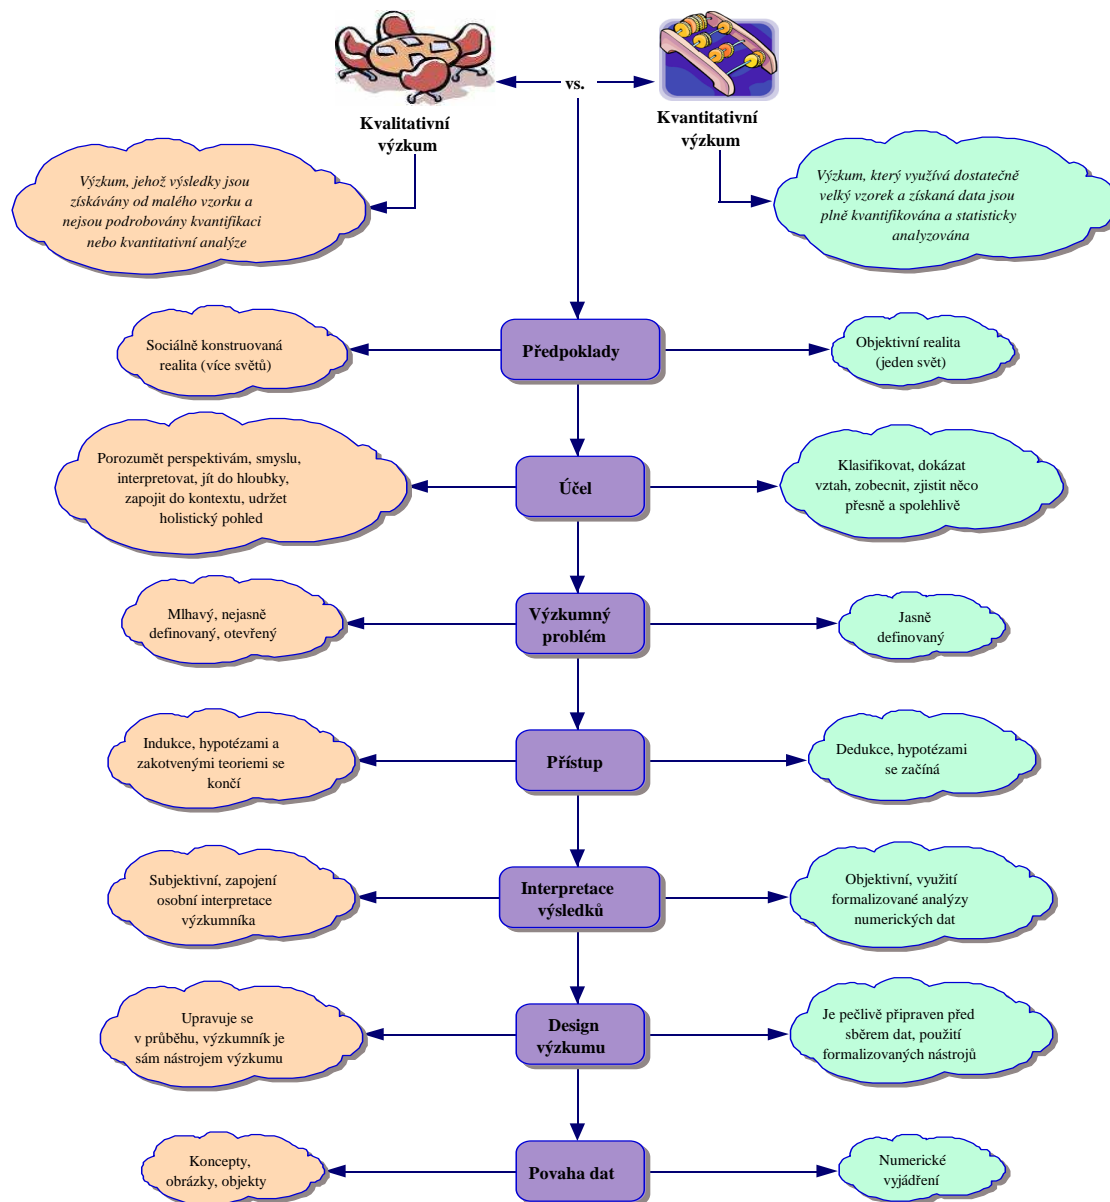 vs.
Kvalitativní
výzkum
Kvantitativní
výzkum
Výzkum, jehož výsledky jsou
získávány od malého vzorku a
nejsou podrobovány kvantifikaci
nebo kvantitativní analýze
Výzkum, který využívá dostatečně
velký vzorek a získaná data jsou
plně kvantifikována a statisticky
analyzována
Sociálně konstruovaná
realita (více světů)
Předpoklady
Objektivní realita
(jeden svět)
Porozumět perspektivám, smyslu,
interpretovat, jít do hloubky,
zapojit do kontextu, udržet
holistický pohled
Účel
Klasifikovat, dokázat
vztah, zobecnit, zjistit něco
přesně a spolehlivě
Mlhavý, nejasně
definovaný, otevřený
Výzkumný
problém
Jasně
definovaný
Indukce, hypotézami a
zakotvenými teoriemi se
končí
Přístup
Dedukce, hypotézami
se začíná
Subjektivní, zapojení
osobní interpretace
výzkumníka
Interpretace
výsledků
Objektivní, využití
formalizované analýzy
numerických dat
Upravuje se
v průběhu, výzkumník je
sám nástrojem výzkumu
Design
výzkumu
Je pečlivě připraven před
sběrem dat, použití
formalizovaných nástrojů
Koncepty,
obrázky, objekty
Povaha dat
Numerické
vyjádření